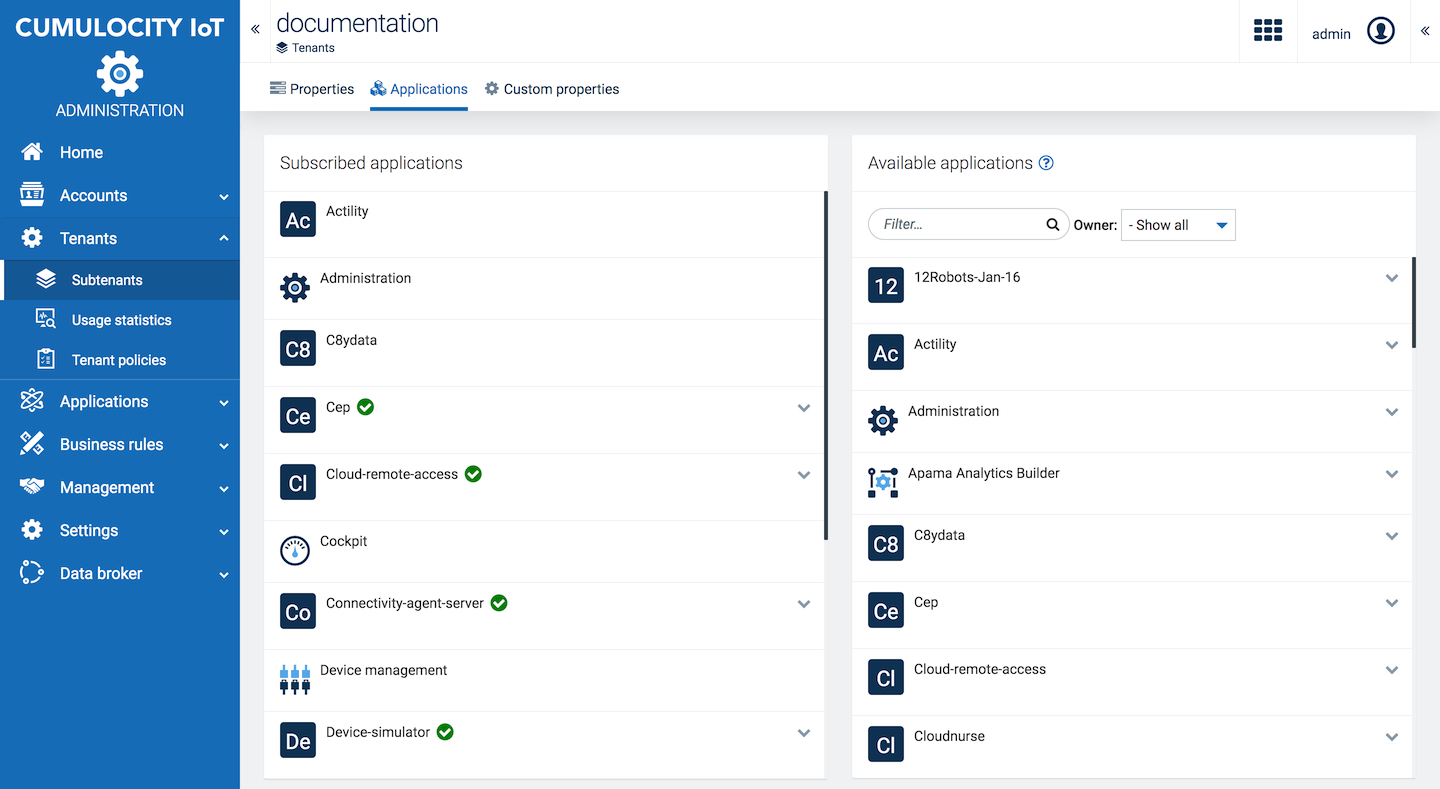 CUMULOCITY IoT
ADMINISTRATION
Home
Accounts
Tenants
Subtenants
Usage statistics
Tenant policies
Applications
Business rules
Management
Settings
Data broker
documentation
Tenants
admin
Properties
Applications
Custom properties
Subscribed applications
Ac Actility
Administration
C8 C8ydata
Ce Cep
Cl Cloud-remote-access
Cockpit
Co Connectivity-agent-server
Device management
De Device-simulator
Available applications ?
Filter... Owner: - Show all
12 12Robots-Jan-16
Ac Actility
Administration
Apama Analytics Builder
C8 C8ydata
Ce Cep
Cl Cloud-remote-access
Cl Cloudnurse